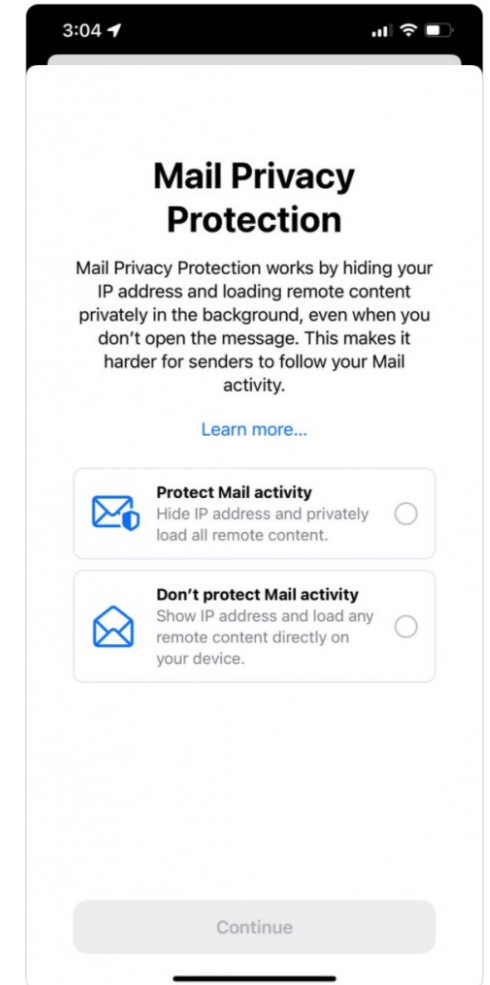 3:04
Mail Privacy
Protection
Mail Privacy Protection works by hiding your
IP address and loading remote content
privately in the background, even when you
don’t open the message. This makes it
harder for senders to follow your Mail
activity.
Learn more...
Protect Mail activity
Hide IP address and privately
load all remote content.
Don’t protect Mail activity
Show IP address and load any
remote content directly on
your device.
Continue